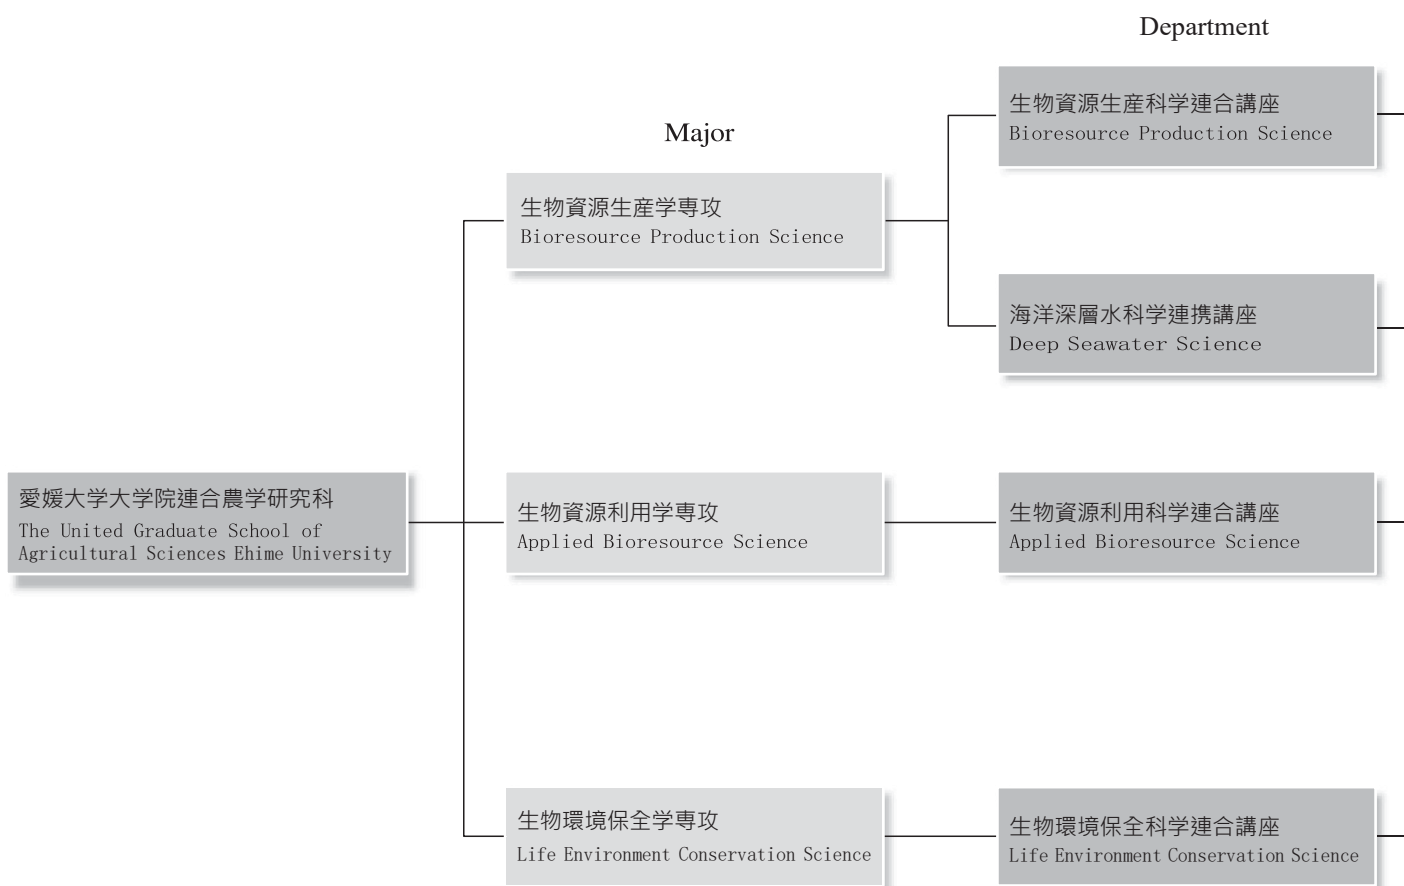 Department
Major
生物資源生産科学連合講座
Bioresource Production Science
生物資源生産学専攻
Bioresource Production Science
海洋深層水科学連携講座
Deep Seawater Science
愛媛大学大学院連合農学研究科
The United Graduate School of
Agricultural Sciences Ehime University
生物資源利用学専攻
Applied Bioresource Science
生物資源利用科学連合講座
Applied Bioresource Science
生物環境保全学専攻
Life Environment Conservation Science
生物環境保全科学連合講座
Life Environment Conservation Science